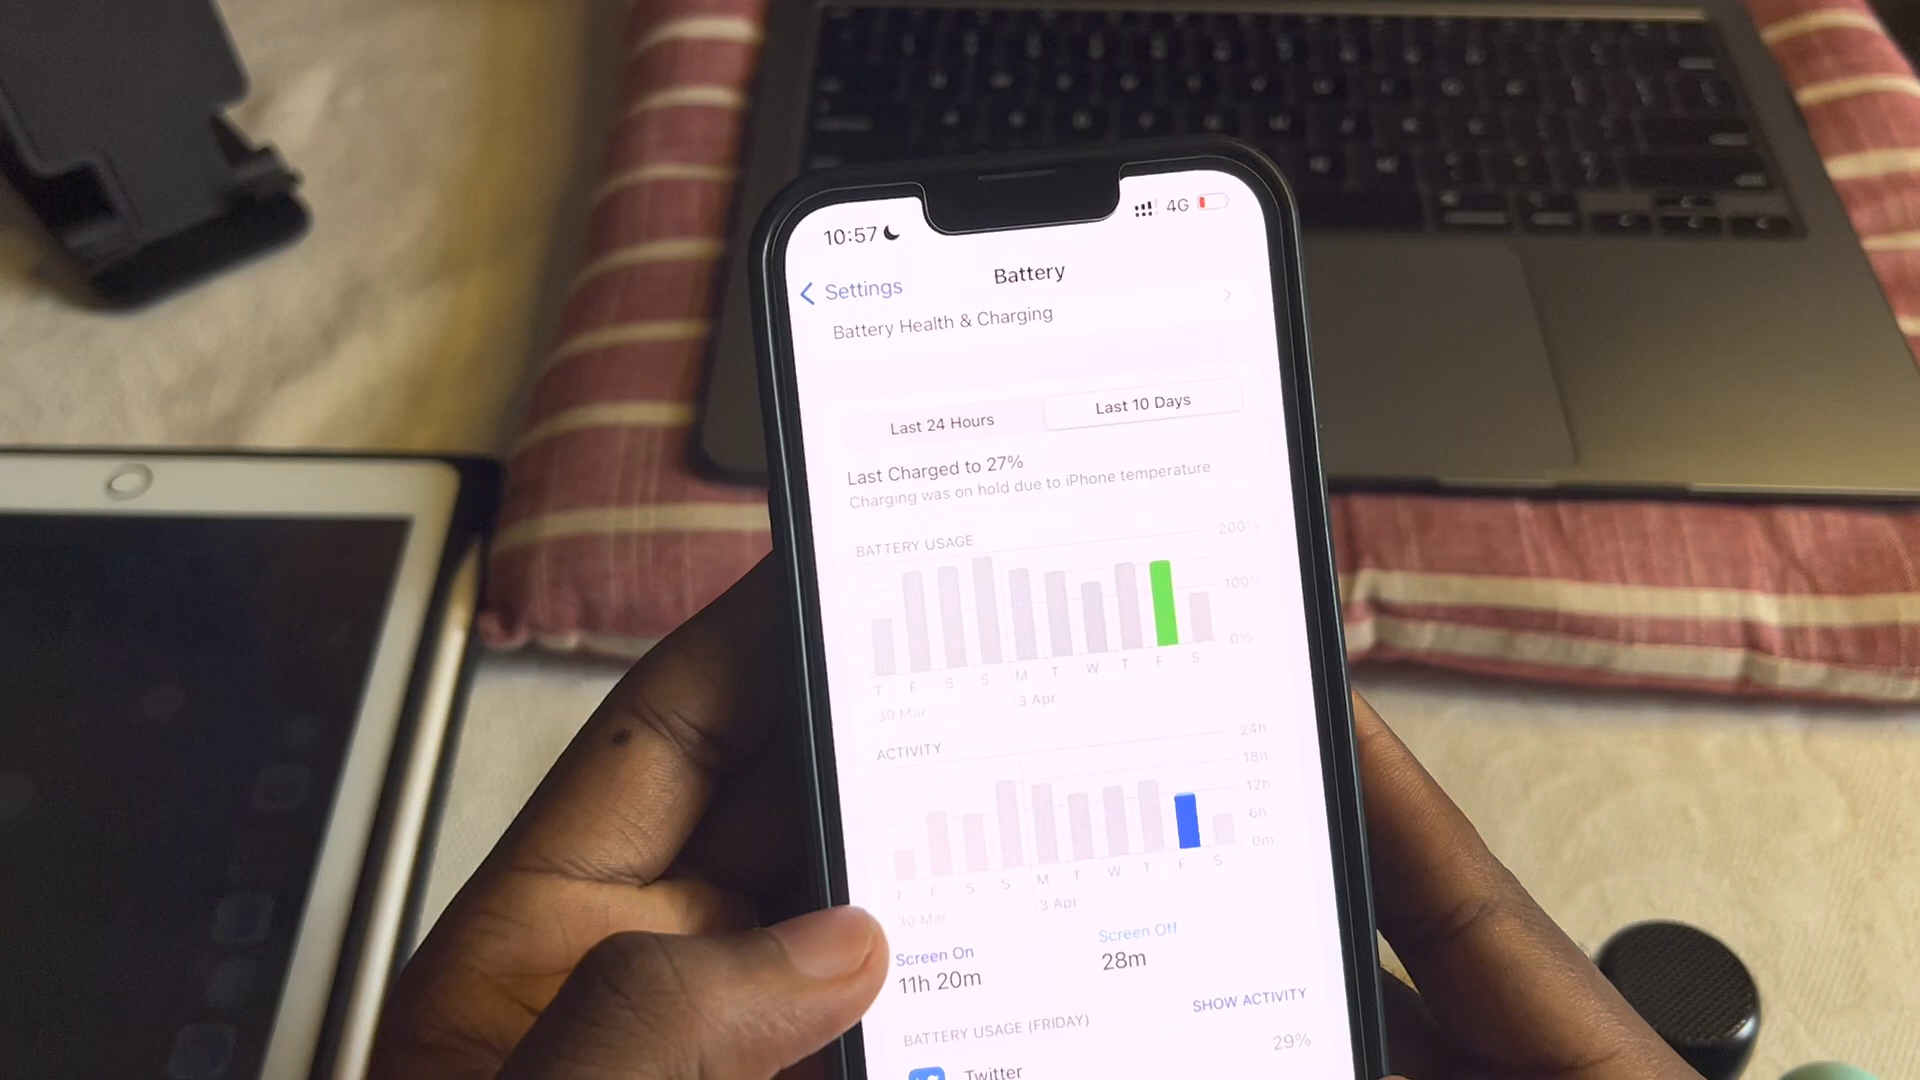 10:57 4G
Settings Battery
Battery Health & Charging
Last 24 Hours Last 10 Days
Last Charged to 27%
Charging was on hold due to iPhone temperature
BATTERY USAGE 200%
100%
0%
T F S S M T W T F S
30 Mar 3 Apr
ACTIVITY 24h
18h
12h
6h
0m
T F S S M T W T F S
30 Mar 3 Apr
Screen On Screen Off
11h 20m 28m
BATTERY USAGE (FRIDAY) SHOW ACTIVITY
Twitter 29%